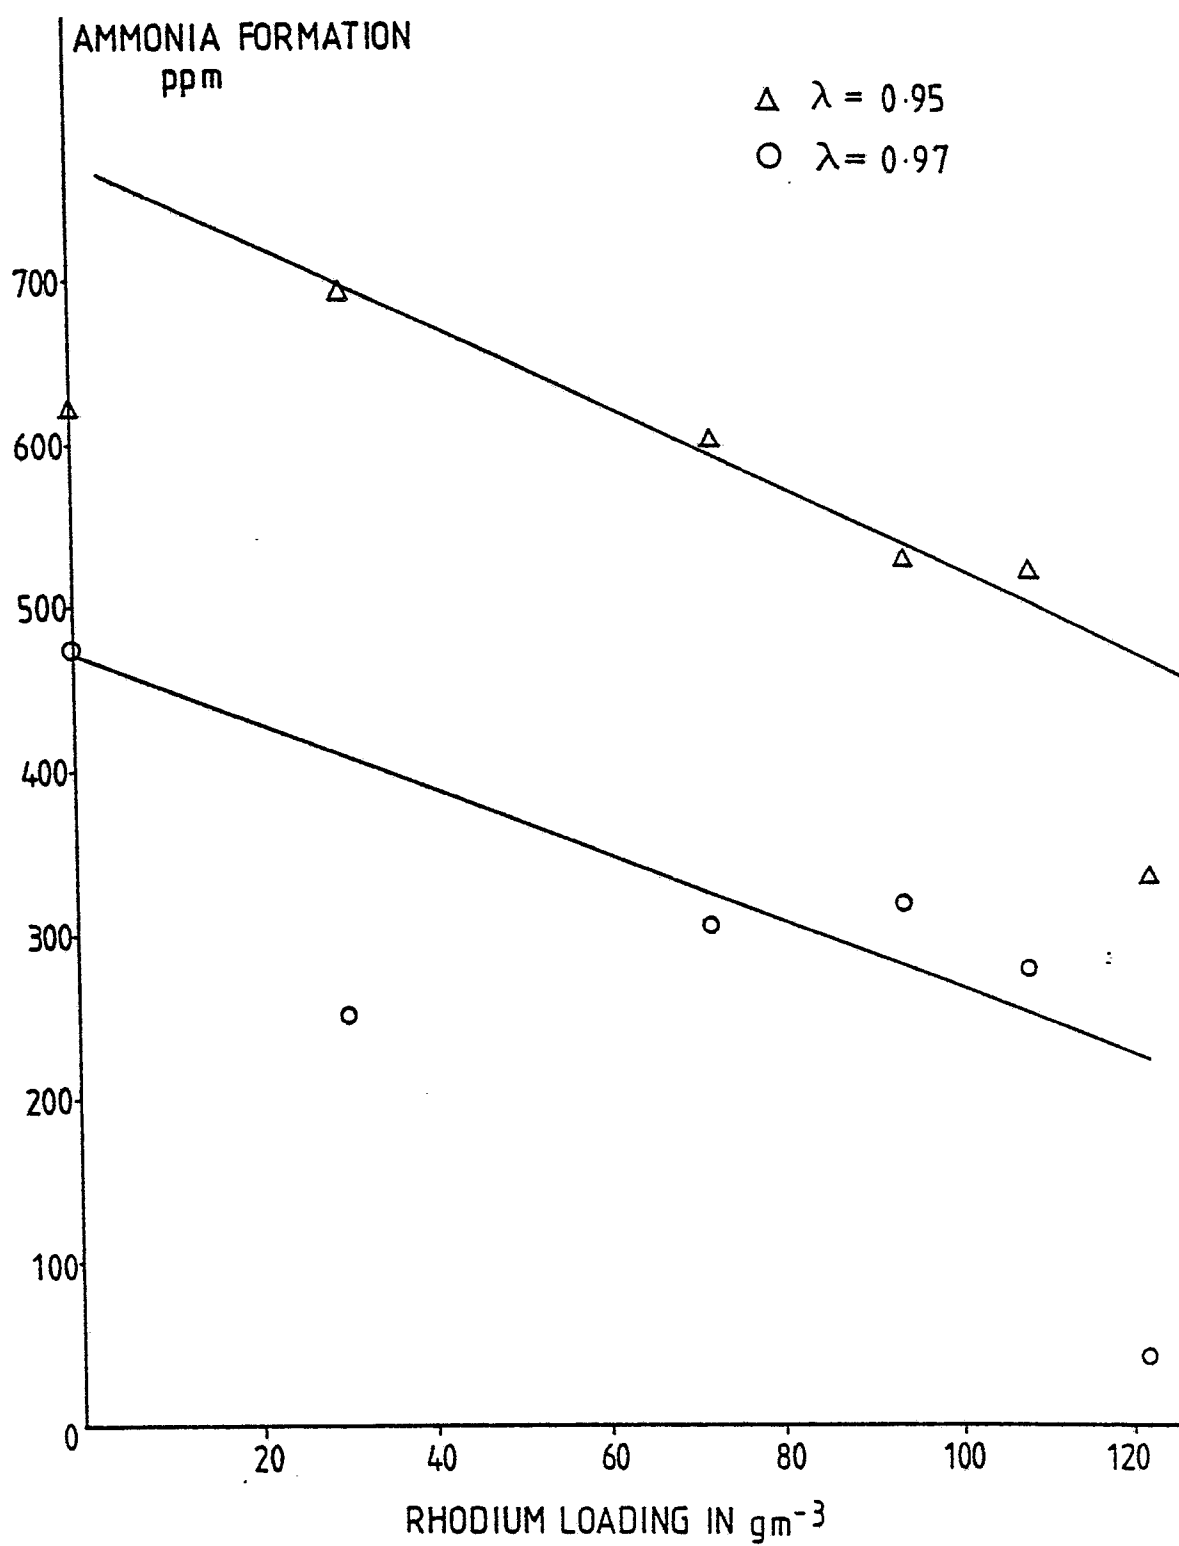 AMMONIA FORMATION
ppm
△ λ = 0·95
○ λ = 0·97
700
600
500
400
300
200
100
0
20 40 60 80 100 120
RHODIUM LOADING IN gm⁻³